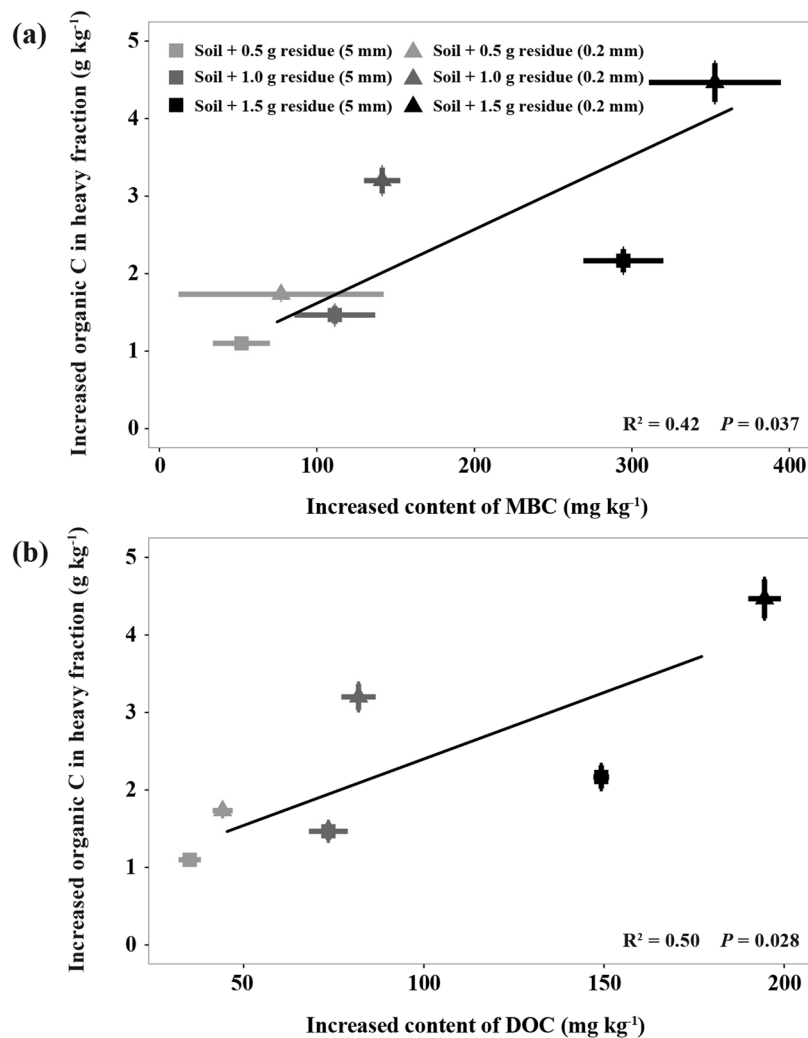 (a)
Increased organic C in heavy fraction (g kg⁻¹)
5
4
3
2
1
0
Soil + 0.5 g residue (5 mm)
Soil + 0.5 g residue (0.2 mm)
Soil + 1.0 g residue (5 mm)
Soil + 1.0 g residue (0.2 mm)
Soil + 1.5 g residue (5 mm)
Soil + 1.5 g residue (0.2 mm)
R² = 0.42 P = 0.037
0 100 200 300 400
Increased content of MBC (mg kg⁻¹)
(b)
Increased organic C in heavy fraction (g kg⁻¹)
5
4
3
2
1
0
R² = 0.50 P = 0.028
50 100 150 200
Increased content of DOC (mg kg⁻¹)